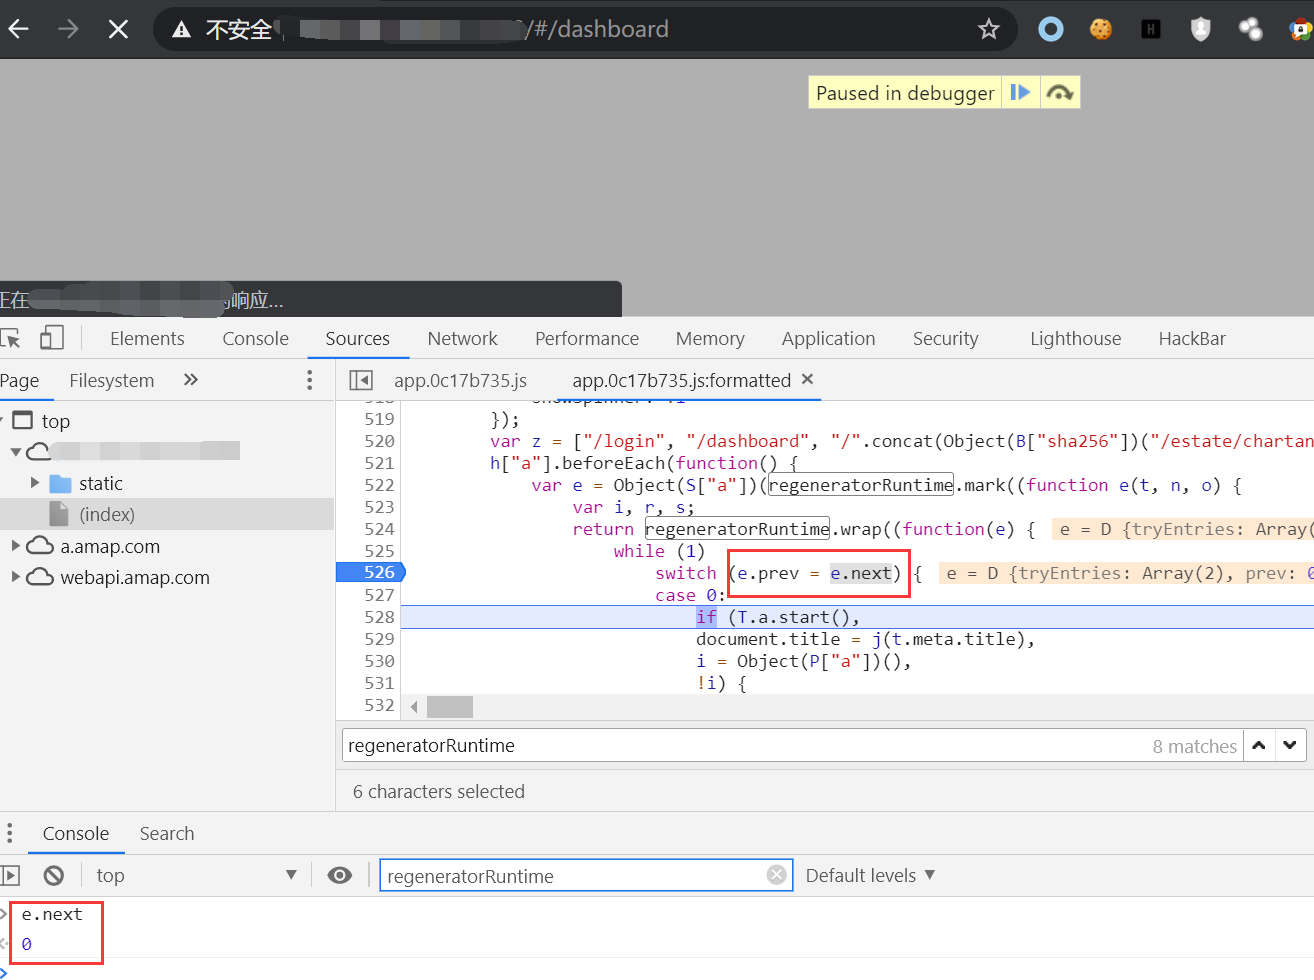 不安全 /#/dashboard
Paused in debugger
正在 的响应...
Elements Console Sources Network Performance Memory Application Security Lighthouse HackBar
Page Filesystem app.0c17b735.js app.0c17b735.js:formatted
top
static
(index)
a.amap.com
webapi.amap.com
519 });
520 var z = ["/login", "/dashboard", "/".concat(Object(B["sha256"])("/estate/chartan
521 h["a"].beforeEach(function() {
522 var e = Object(S["a"])(regeneratorRuntime.mark((function e(t, n, o) {
523 var i, r, s;
524 return regeneratorRuntime.wrap((function(e) { e = D {tryEntries: Array(
525 while (1)
526 switch (e.prev = e.next) { e = D {tryEntries: Array(2), prev: 0
527 case 0:
528 if (T.a.start(),
529 document.title = j(t.meta.title),
530 i = Object(P["a"])(),
531 !i) {
532
regeneratorRuntime 8 matches
6 characters selected
Console Search
top regeneratorRuntime Default levels
e.next
0